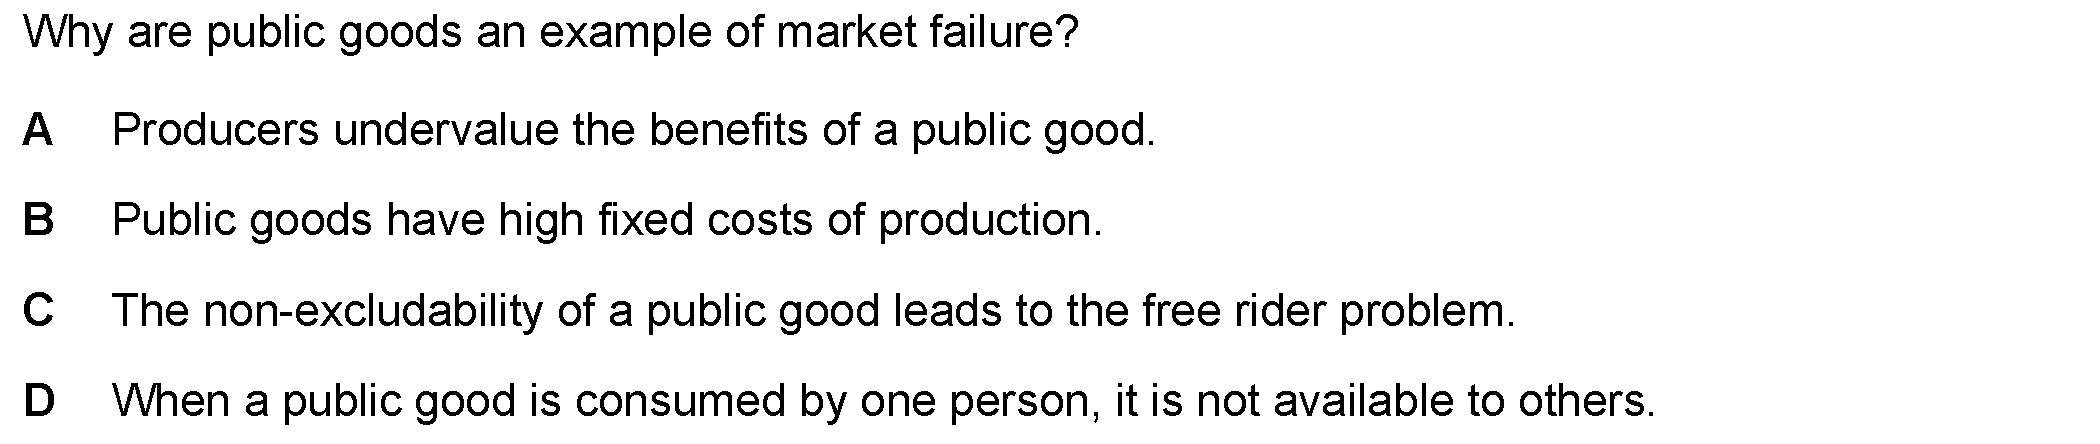 Why are public goods an example of market failure?
A Producers undervalue the benefits of a public good.
B Public goods have high fixed costs of production.
C The non-excludability of a public good leads to the free rider problem.
D When a public good is consumed by one person, it is not available to others.